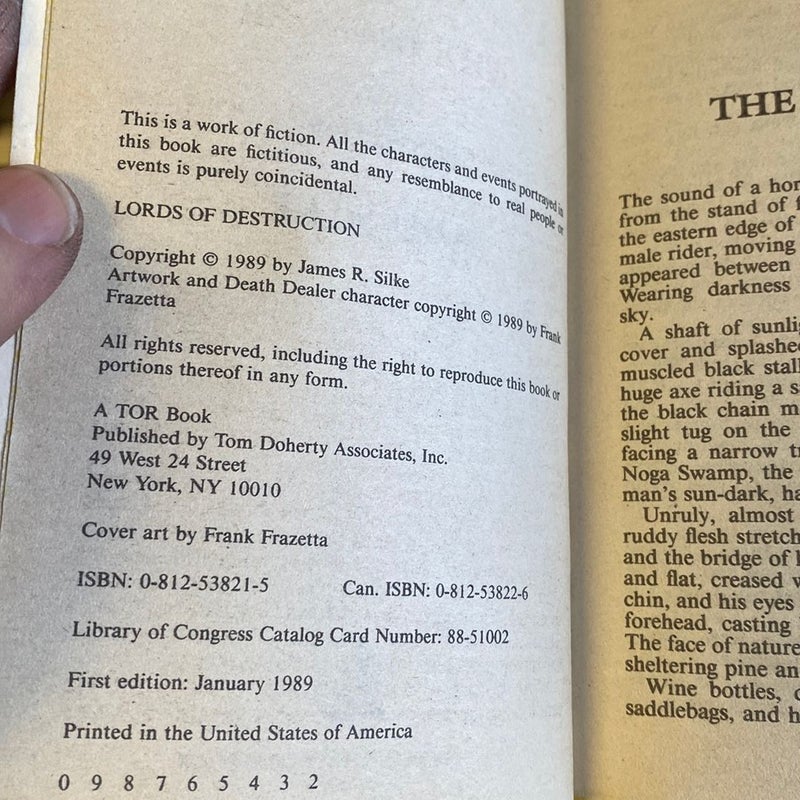 This is a work of fiction. All the characters and events portrayed in
this book are fictitious, and any resemblance to real people or
events is purely coincidental.
LORDS OF DESTRUCTION
Copyright © 1989 by James R. Silke
Artwork and Death Dealer character copyright © 1989 by Frank
Frazetta
All rights reserved, including the right to reproduce this book or
portions thereof in any form.
A TOR Book
Published by Tom Doherty Associates, Inc.
49 West 24 Street
New York, NY 10010
Cover art by Frank Frazetta
ISBN: 0-812-53821-5 Can. ISBN: 0-812-53822-6
Library of Congress Catalog Card Number: 88-51002
First edition: January 1989
Printed in the United States of America
0 9 8 7 6 5 4 3 2
THE
The sound of a
from the stand of
the eastern edge of
male rider, moving
appeared between
Wearing darkness
sky.
A shaft of
cover and
muscled black
huge axe riding a
the black chain
slight tug on the
facing a narrow
Noga Swamp, the
man's sun-dark,
Unruly, almost
ruddy flesh
and the bridge of
and flat, creased
chin, and his eyes
forehead, casting
The face of nature
sheltering pine
Wine bottles,
saddlebags, and